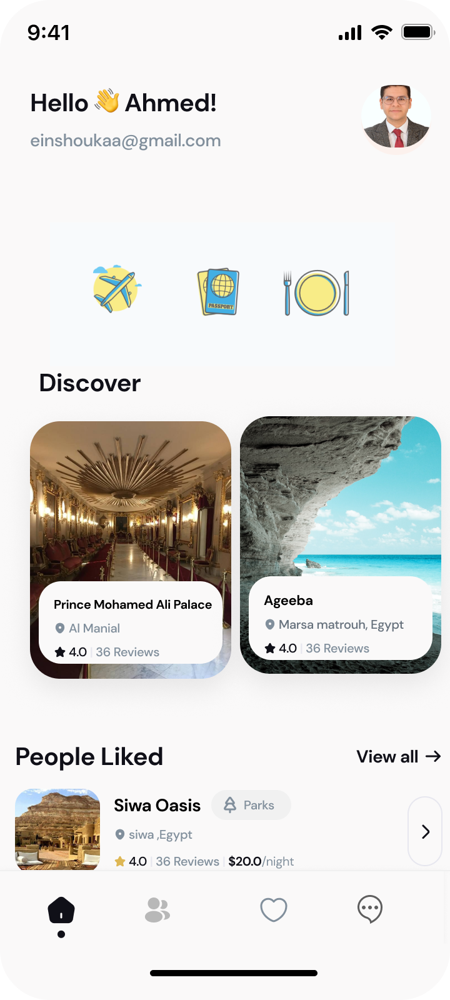 9:41
Hello 👋 Ahmed!
einshoukaa@gmail.com
PASSPORT
Discover
Prince Mohamed Ali Palace
Al Manial
4.0 | 36 Reviews
Ageeba
Marsa matrouh, Egypt
4.0 | 36 Reviews
People Liked
View all →
Siwa Oasis
Parks
siwa ,Egypt
4.0 | 36 Reviews | $20.0/night